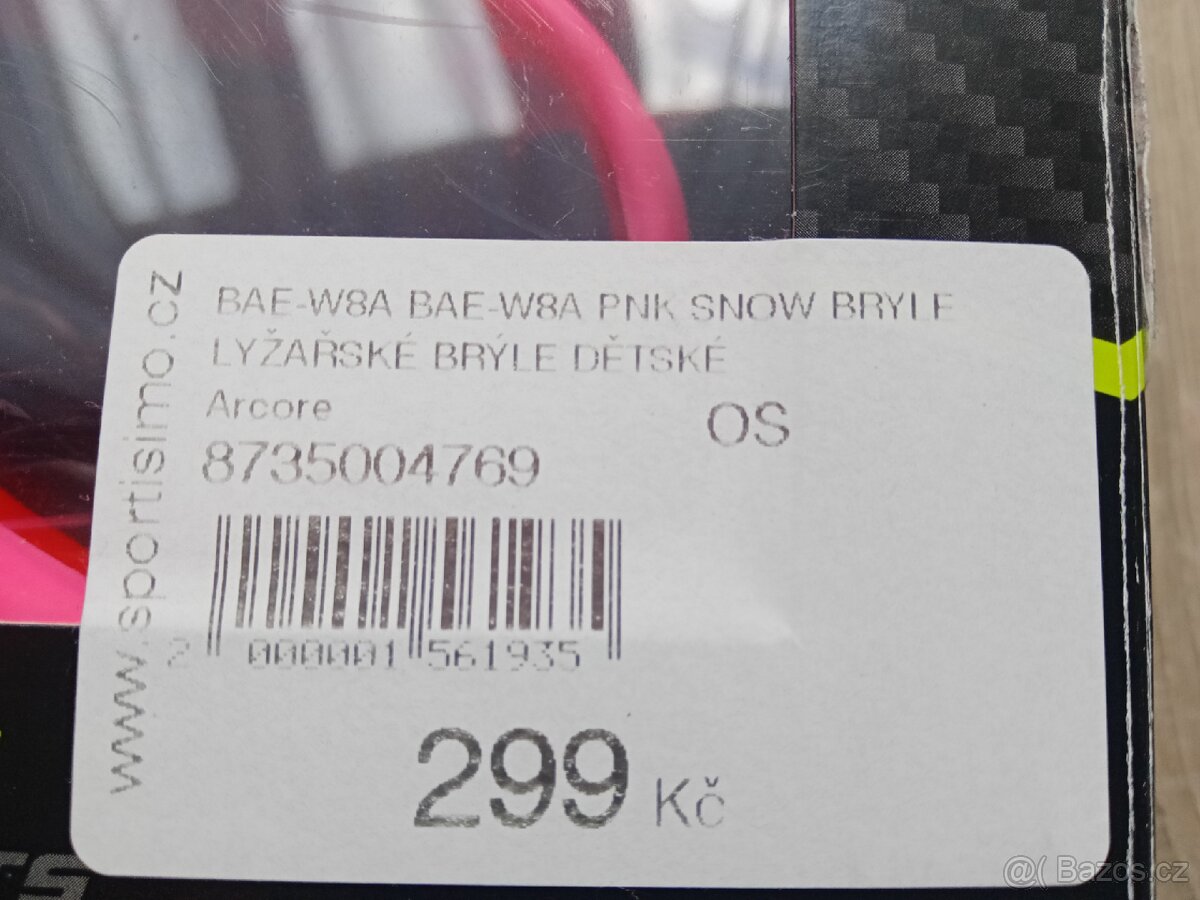 www.sportisimo.cz
BAE-W8A BAE-W8A PNK SNOW BRYLE
LYŽAŘSKÉ BRÝLE DĚTSKÉ
Arcore
OS
8735004769
2 000001 561935
299 Kč
@( Bazos.cz